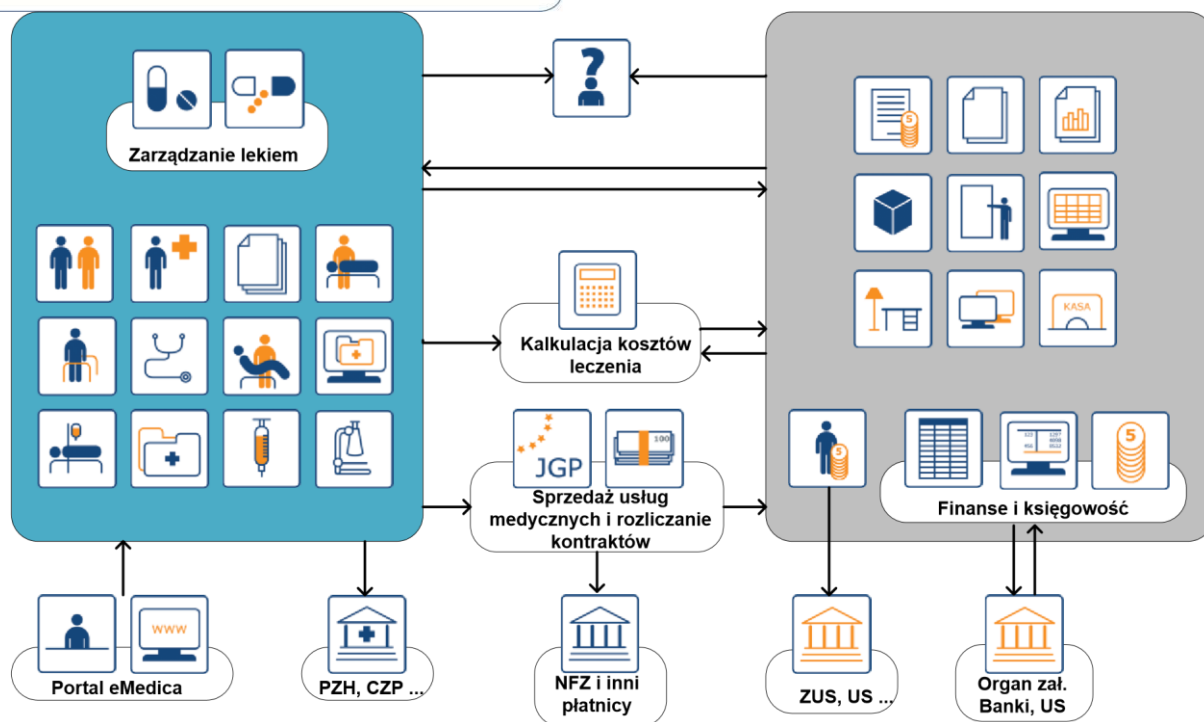 ?
Zarządzanie lekiem
5
KASA
Kalkulacja kosztów
leczenia
JGP
100
Sprzedaż usług
medycznych i rozliczanie
kontraktów
5
5
Finanse i księgowość
www
Portal eMedica
PZH, CZP ...
NFZ i inni
płatnicy
ZUS, US ...
Organ zał.
Banki, US